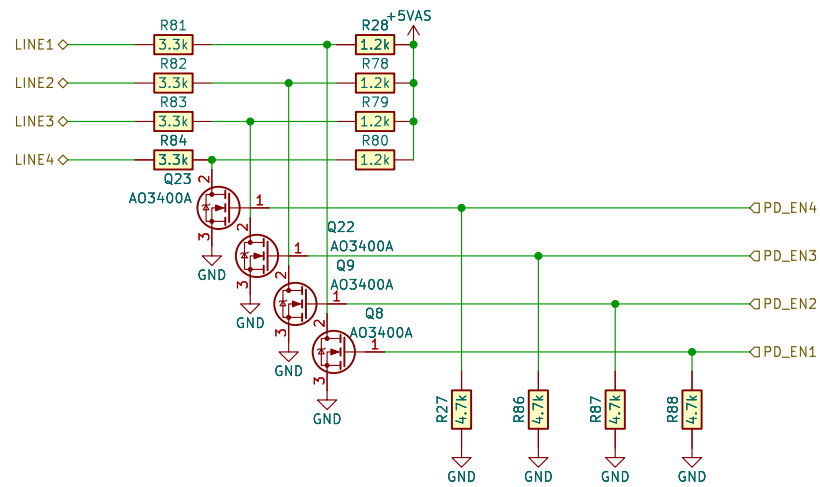 R81
R28
+5VAS
LINE1
3.3k
1.2k
R82
R78
LINE2
3.3k
1.2k
R83
R79
LINE3
3.3k
1.2k
R84
R80
LINE4
3.3k
1.2k
Q23
2
AO3400A
1
PD_EN4
3
GND
2
Q22
AO3400A
1
PD_EN3
3
GND
Q9
2
AO3400A
1
PD_EN2
3
GND
Q8
2
AO3400A
1
PD_EN1
3
GND
R27
4.7k
R86
4.7k
R87
4.7k
R88
4.7k
GND
GND
GND
GND